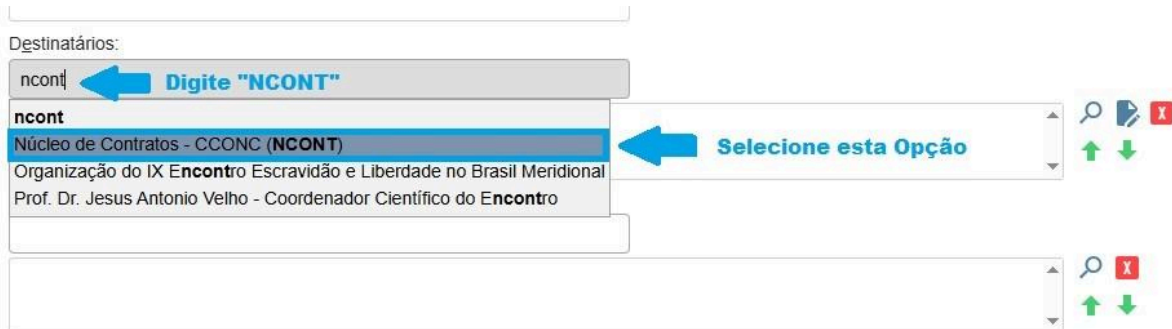 Destinatários:
ncont
Digite "NCONT"
ncont
Núcleo de Contratos - CCONC (NCONT)
Selecione esta Opção
Organização do IX Encontro Escravidão e Liberdade no Brasil Meridional
Prof. Dr. Jesus Antonio Velho - Coordenador Científico do Encontro